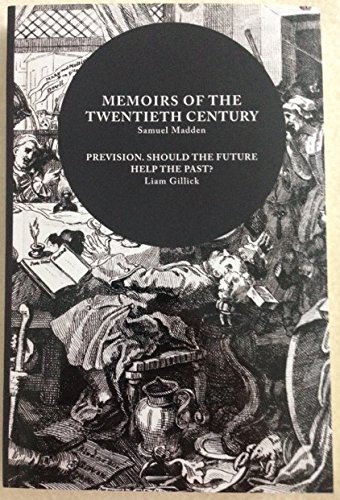 MEMOIRS OF THE
TWENTIETH CENTURY
Samuel Madden
PREVISION. SHOULD THE FUTURE
HELP THE PAST?
Liam Gillick